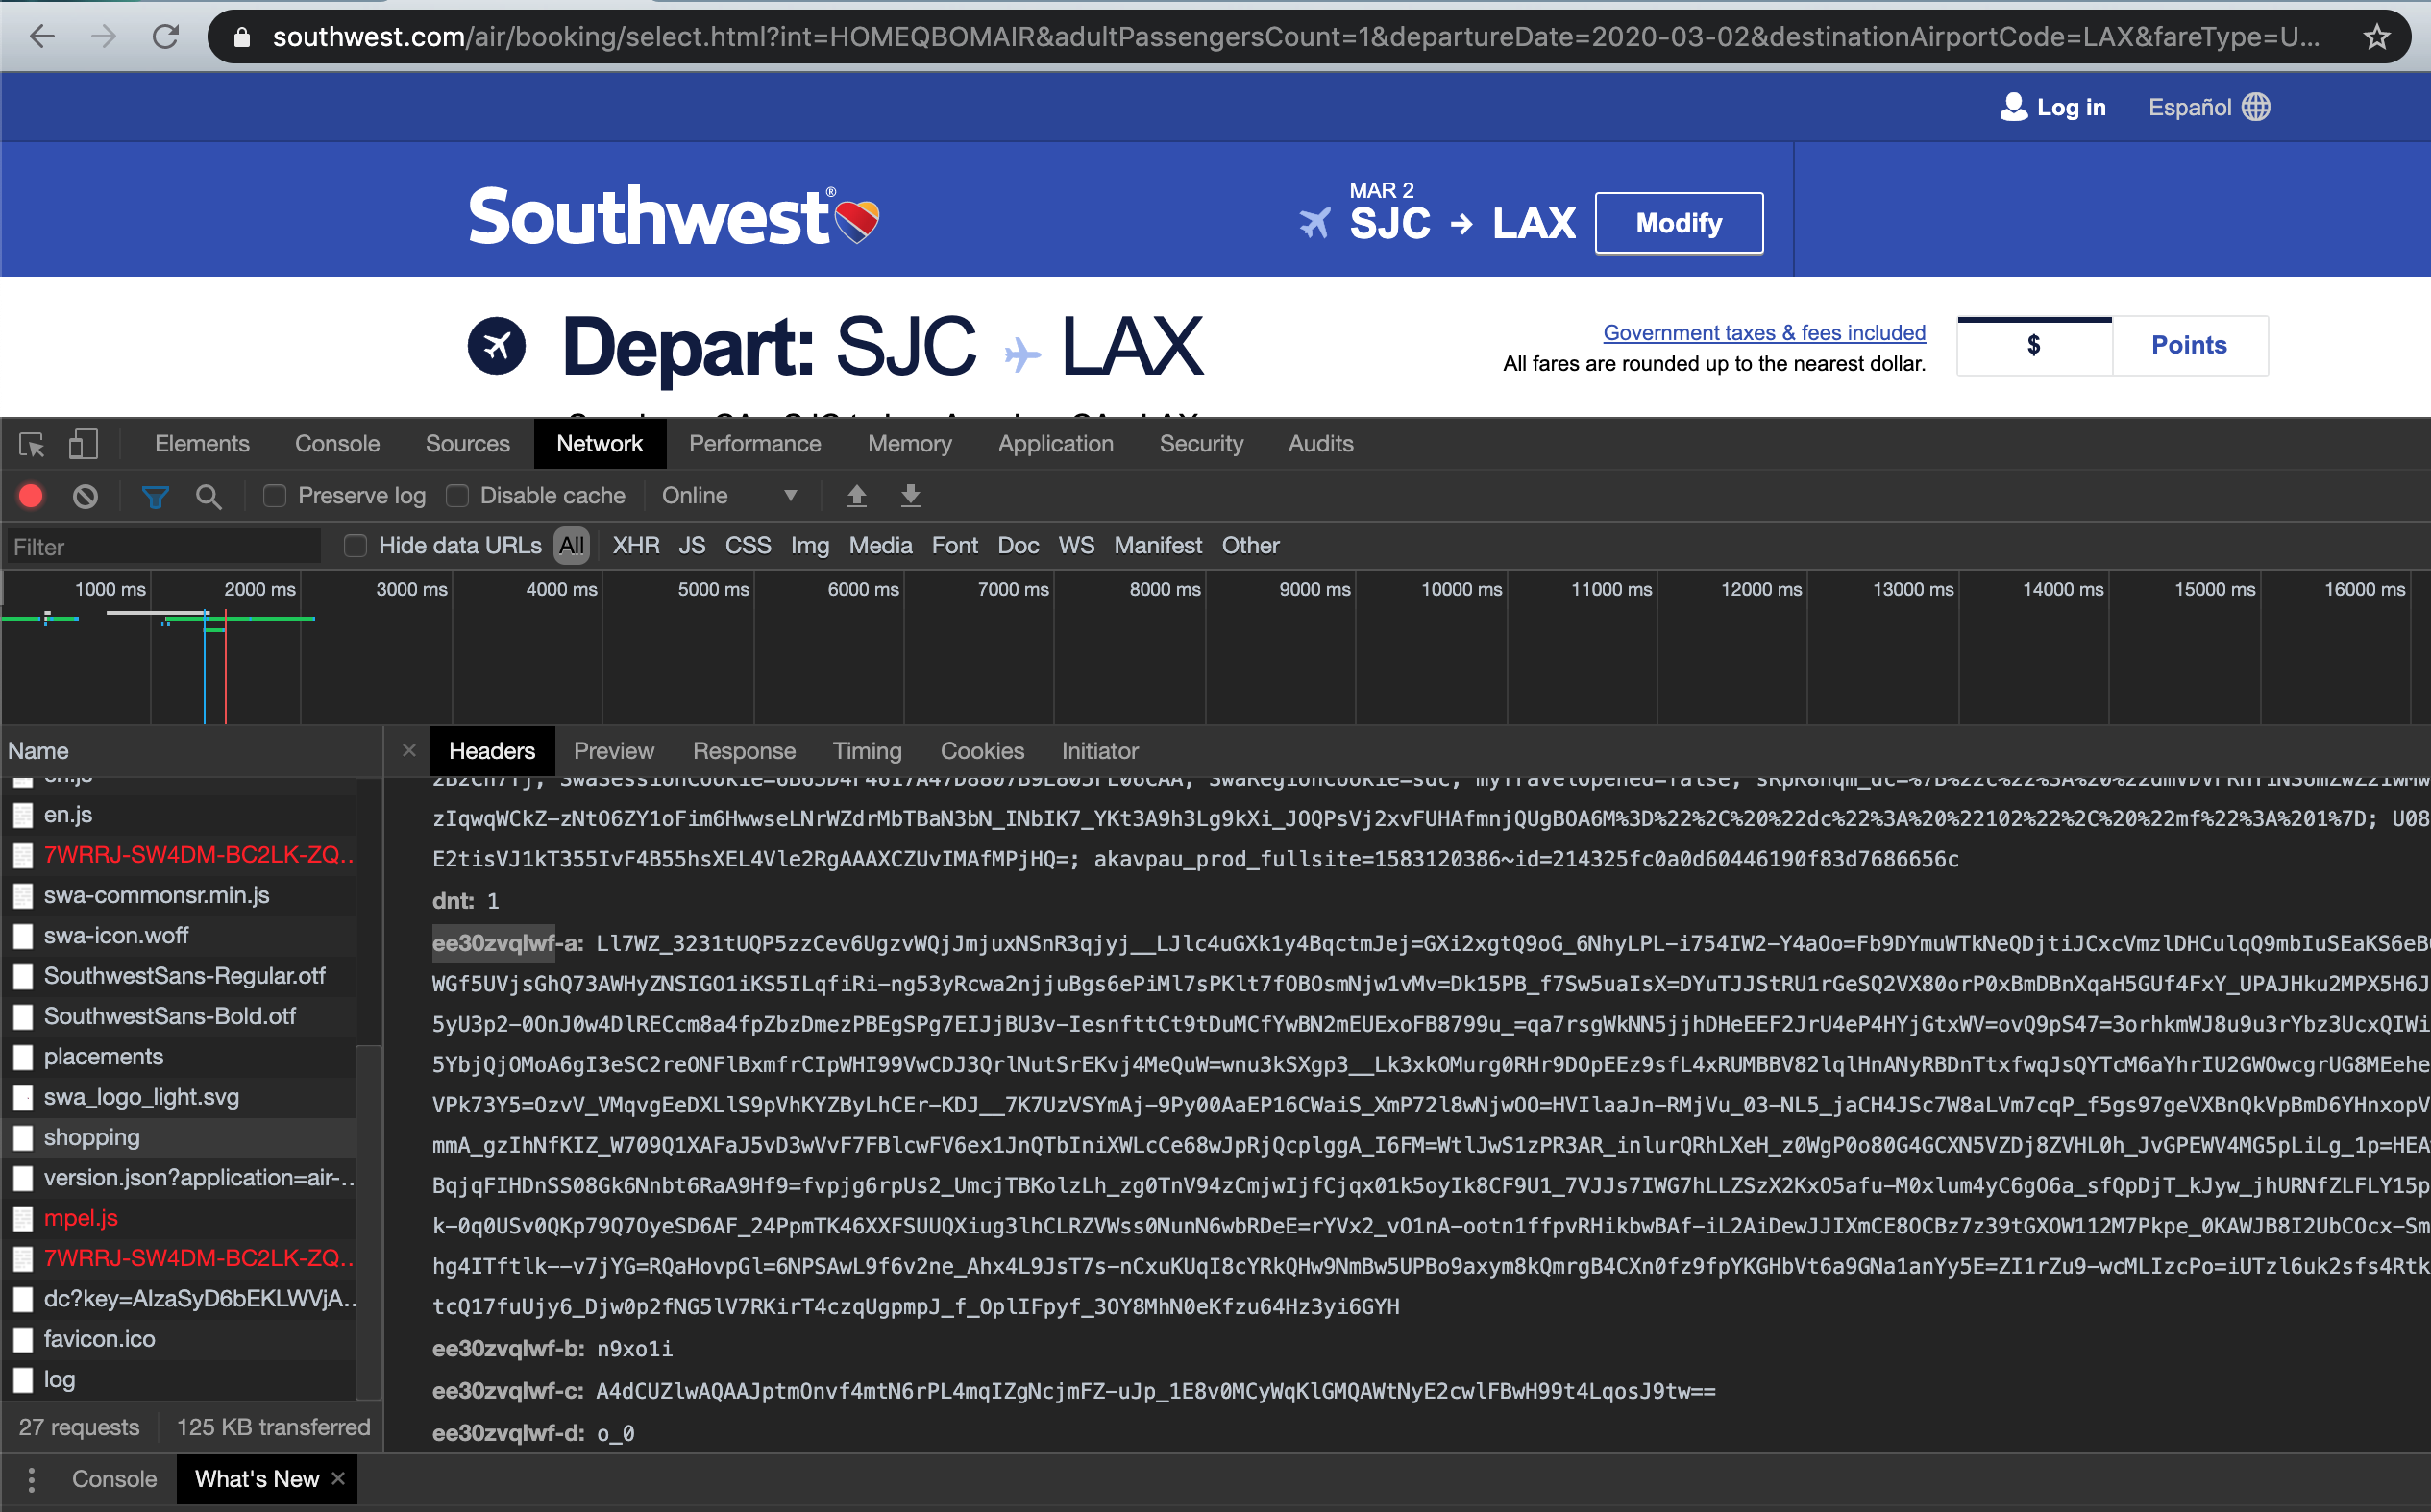 southwest.com/air/booking/select.html?int=HOMEQBOMAIR&adultPassengersCount=1&departureDate=2020-03-02&destinationAirportCode=LAX&fareType=U...
Log in Español
MAR 2
Southwest® SJC LAX Modify
Depart: SJC LAX
Government taxes & fees included
All fares are rounded up to the nearest dollar.
$ Points
Elements Console Sources Network Performance Memory Application Security Audits
Preserve log Disable cache Online
Filter Hide data URLs All XHR JS CSS Img Media Font Doc WS Manifest Other
1000 ms 2000 ms 3000 ms 4000 ms 5000 ms 6000 ms 7000 ms 8000 ms 9000 ms 10000 ms 11000 ms 12000 ms 13000 ms 14000 ms 15000 ms 16000 ms
Name
en.js
en.js
7WRRJ-SW4DM-BC2LK-ZQ...
swa-commonsr.min.js
swa-icon.woff
SouthwestSans-Regular.otf
SouthwestSans-Bold.otf
placements
swa_logo_light.svg
shopping
version.json?application=air-...
mpel.js
7WRRJ-SW4DM-BC2LK-ZQ...
dc?key=AIzaSyD6bEKLWVjA...
favicon.ico
log
27 requests 125 KB transferred
× Headers Preview Response Timing Cookies Initiator
zIqwqWCkZ-zNtO6ZY1oFim6HwwseLNrWZdrMbTBaN3bN_INbIK7_YKt3A9h3Lg9kXi_JOQPsVj2xvFUHAfmnjQUgBOA6M%3D%22%2C%20%22dc%22%3A%20%22102%22%2C%20%22mf%22%3A%201%7D; U08
E2tisVJ1kT355IvF4B55hsXEL4Vle2RgAAAXCZUvIMAfMPjHQ=; akavpau_prod_fullsite=1583120386~id=214325fc0a0d60446190f83d7686656c
dnt: 1
ee30zvqlwf-a: Ll7WZ_3231tUQP5zzCev6UgzvWQjJmjuxNSnR3qjyj__LJlc4uGXk1y4BqctmJej=GXi2xgtQ9oG_6NhyLPL-i754IW2-Y4aOo=Fb9DYmuWTkNeQDjtiJCxcVmzlDHCulqQ9mbIuSEaKS6eB
WGf5UVjsGhQ73AWHyZNSIGO1iKS5ILqfiRi-ng53yRcwa2njjuBgs6ePiMl7sPKlt7fOBOsmNjw1vMv=Dk15PB_f7Sw5uaIsX=DYuTJJStRU1rGeSQ2VX80orP0xBmDBnXqaH5GUf4FxY_UPAJHku2MPX5H6J
5yU3p2-0OnJ0w4DlRECcm8a4fpZbzDmezPBEgSPg7EIJjBU3v-IesnfttCt9tDuMCfYwBN2mEUExoFB8799u_=qa7rsgWkNN5jjhDHeEEF2JrU4eP4HYjGtxWV=ovQ9pS47=3orhkmWJ8u9u3rYbz3UcxQIWi
5YbjQjOMoA6gI3eSC2reONFlBxmfrCIpWHI99VwCDJ3QrlNutSrEKvj4MeQuW=wnu3kSXgp3__Lk3xkOMurg0RHr9DOpEEz9sfL4xRUMBBV82lqlHnANyRBDnTtxfwqJsQYTcM6aYhrIU2GWOwcgrUG8MEehe
VPk73Y5=OzvV_VMqvgEeDXLlS9pVhKYZByLhCEr-KDJ__7K7UzVSYmAj-9Py00AaEP16CWaiS_XmP72l8wNjwOO=HVIlaaJn-RMjVu_03-NL5_jaCH4JSc7W8aLVm7cqP_f5gs97geVXBnQkVpBmD6YHnxopV
mmA_gzIhNfKIZ_W709Q1XAFaJ5vD3wVvF7FBlcwFV6ex1JnQTbIniXWLcCe68wJpRjQcplggA_I6FM=WtlJwS1zPR3AR_inlurQRhLXeH_z0WgP0o80G4GCXN5VZDj8ZVHL0h_JvGPEWV4MG5pLiLg_1p=HEA
BqjqFIHDnSS08Gk6Nnbt6RaA9Hf9=fvpjg6rpUs2_UmcjTBKolzLh_zg0TnV94zCmjwIjfCjqx01k5oyIk8CF9U1_7VJJs7IWG7hLLZSzX2KxO5afu-M0xlum4yC6gO6a_sfQpDjT_kJyw_jhURNfZLFLY15p
k-0q0USv0QKp79Q7OyeSD6AF_24PpmTK46XXFSUUQXiug3lhCLRZVWss0NunN6wbRDeE=rYVx2_vO1nA-ootn1ffpvRHikbwBAf-iL2AiDewJJIXmCE8OCBz7z39tGXOW112M7Pkpe_0KAWJB8I2UbCOcx-Sm
hg4ITftlk--v7jYG=RQaHovpGl=6NPSAwL9f6v2ne_Ahx4L9JsT7s-nCxuKUqI8cYRkQHw9NmBw5UPBo9axym8kQmrgB4CXn0fz9fpYKGHbVt6a9GNa1anYy5E=ZI1rZu9-wcMLIzcPo=iUTzl6uk2sfs4Rtk
tcQ17fuUjy6_Djw0p2fNG5lV7RKirT4czqUgpmpJ_f_OplIFpyf_3OY8MhN0eKfzu64Hz3yi6GYH
ee30zvqlwf-b: n9xo1i
ee30zvqlwf-c: A4dCUZlwAQAAJptmOnvf4mtN6rPL4mqIZgNcjmFZ-uJp_1E8v0MCyWqKlGMQAWtNyE2cwlFBwH99t4LqosJ9tw==
ee30zvqlwf-d: o_0
Console What's New ×